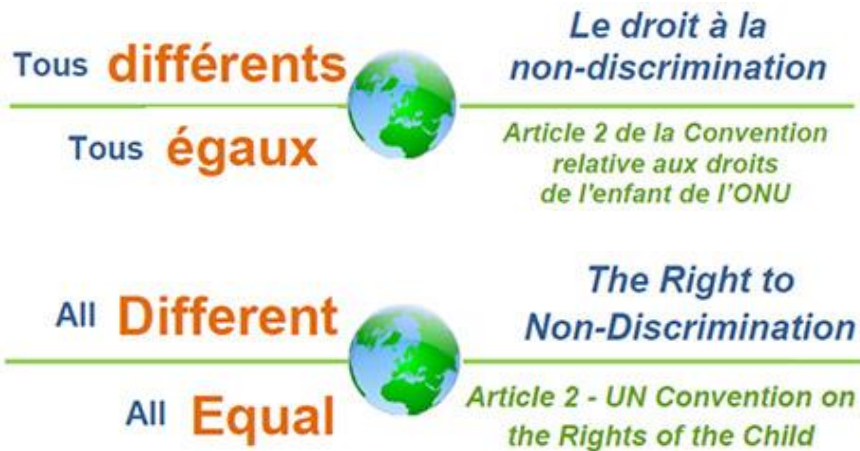 Tous différents
Tous égaux
Le droit à la
non-discrimination
Article 2 de la Convention
relative aux droits
de l'enfant de l'ONU
All Different
All Equal
The Right to
Non-Discrimination
Article 2 - UN Convention on
the Rights of the Child